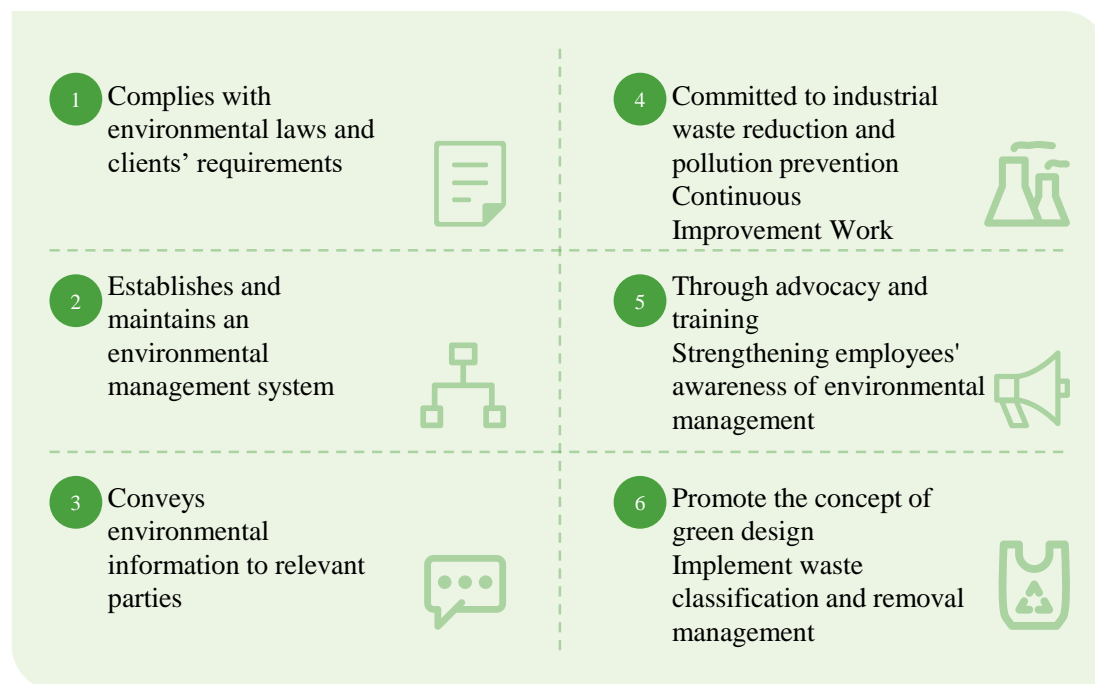 1
Complies with
environmental laws and
clients’ requirements
2
Establishes and
maintains an
environmental
management system
3
Conveys
environmental
information to relevant
parties
4
Committed to industrial
waste reduction and
pollution prevention
Continuous
Improvement Work
5
Through advocacy and
training
Strengthening employees'
awareness of environmental
management
6
Promote the concept of
green design
Implement waste
classification and removal
management